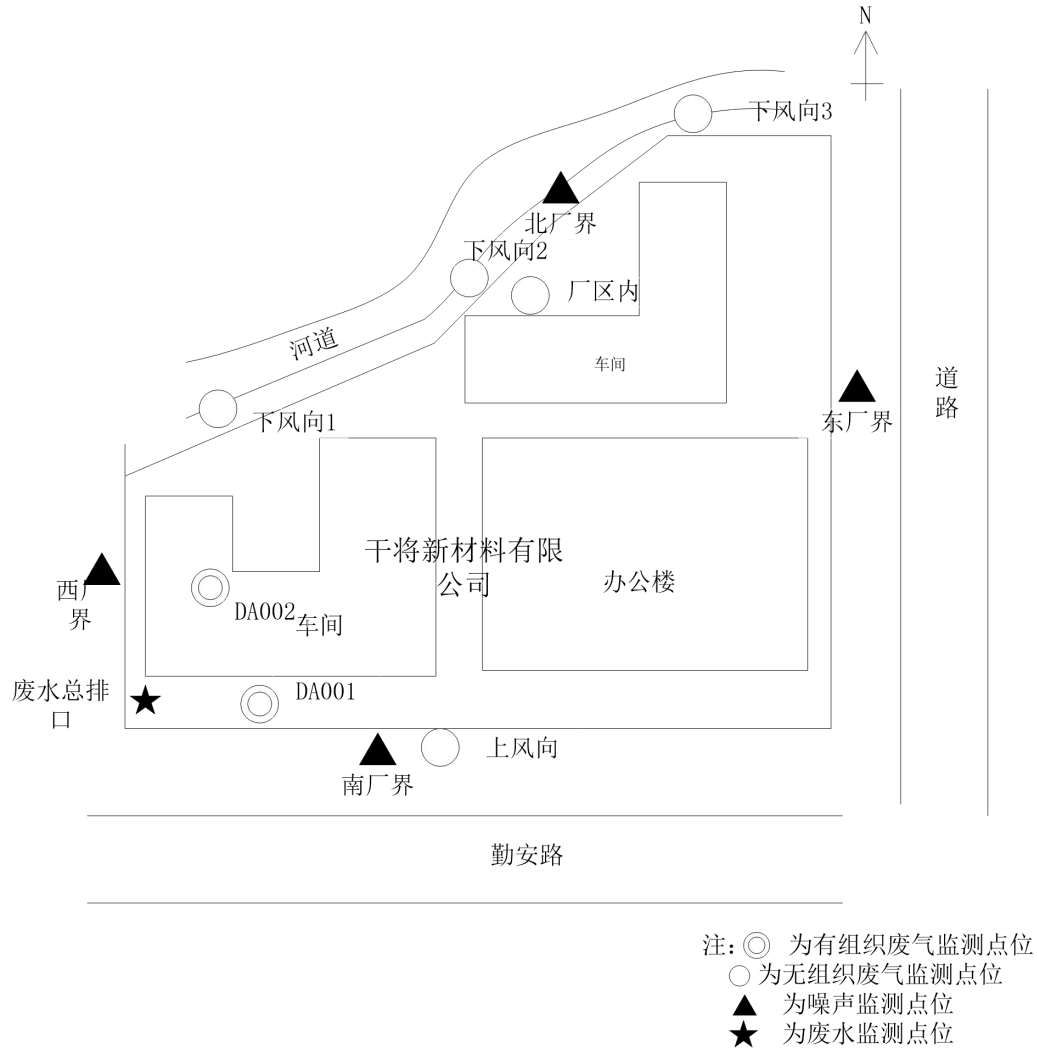 N
下风向3
北厂界
下风向2
厂区内
河道
车间
道
路
下风向1
东厂界
干将新材料有限
公司
西厂
界
办公楼
DA002
车间
废水总排
口
DA001
上风向
南厂界
勤安路
注: 为有组织废气监测点位
为无组织废气监测点位
为噪声监测点位
为废水监测点位